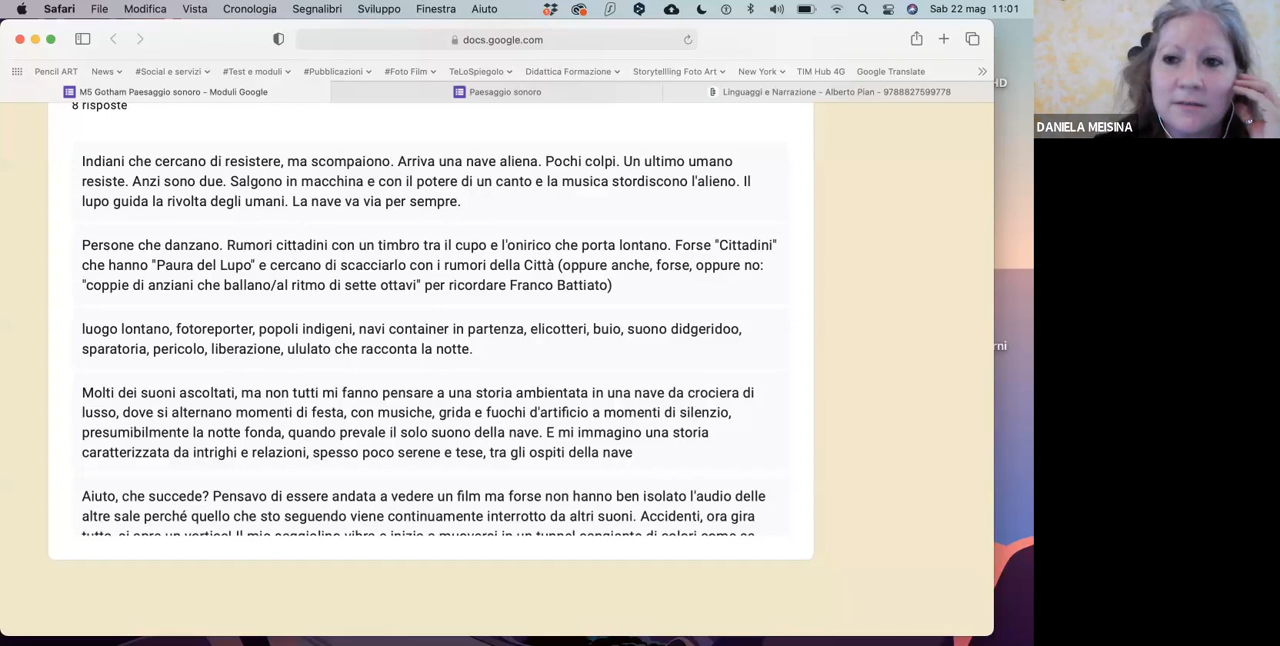 Safari File Modifica Vista Cronologia Segnalibri Sviluppo Finestra Aiuto Sab 22 mag 11:01
docs.google.com
Pencil ART News #Social e servizi #Test e moduli #Pubblicazioni #Foto Film TeLoSpiegolo Didattica Formazione Storytelling Foto Art New York TIM Hub 4G Google Translate
M5 Gotham Paesaggio sonoro - Moduli Google Paesaggio sonoro Linguaggi e Narrazione - Alberto Pian - 9788827599778
HD
8 risposte
DANIELA MEISINA
Indiani che cercano di resistere, ma scompaiono. Arriva una nave aliena. Pochi colpi. Un ultimo umano
resiste. Anzi sono due. Salgono in macchina e con il potere di un canto e la musica stordiscono l'alieno. Il
lupo guida la rivolta degli umani. La nave va via per sempre.
Persone che danzano. Rumori cittadini con un timbro tra il cupo e l'onirico che porta lontano. Forse "Cittadini"
che hanno "Paura del Lupo" e cercano di scacciarlo con i rumori della Città (oppure anche, forse, oppure no:
"coppie di anziani che ballano/al ritmo di sette ottavi" per ricordare Franco Battiato)
luogo lontano, fotoreporter, popoli indigeni, navi container in partenza, elicotteri, buio, suono didgeridoo,
sparatoria, pericolo, liberazione, ululato che racconta la notte.
rni
Molti dei suoni ascoltati, ma non tutti mi fanno pensare a una storia ambientata in una nave da crociera di
lusso, dove si alternano momenti di festa, con musiche, grida e fuochi d'artificio a momenti di silenzio,
presumibilmente la notte fonda, quando prevale il solo suono della nave. E mi immagino una storia
caratterizzata da intrighi e relazioni, spesso poco serene e tese, tra gli ospiti della nave
Aiuto, che succede? Pensavo di essere andata a vedere un film ma forse non hanno ben isolato l'audio delle
altre sale perché quello che sto seguendo viene continuamente interrotto da altri suoni. Accidenti, ora gira